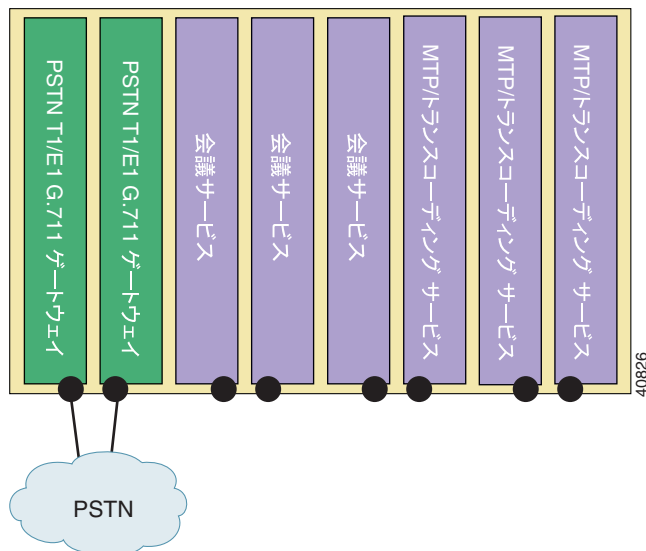 PSTN T1/E1 G.711 ゲートウェイ
PSTN T1/E1 G.711 ゲートウェイ
会議サービス
会議サービス
会議サービス
MTP/トランスコーディング サービス
MTP/トランスコーディング サービス
MTP/トランスコーディング サービス
40826
PSTN